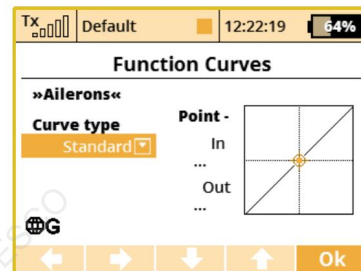 Tx Default 12:22:19 64%
Function Curves
»Ailerons«
Curve type
Standard
Point -
In
...
Out
...
G
Ok